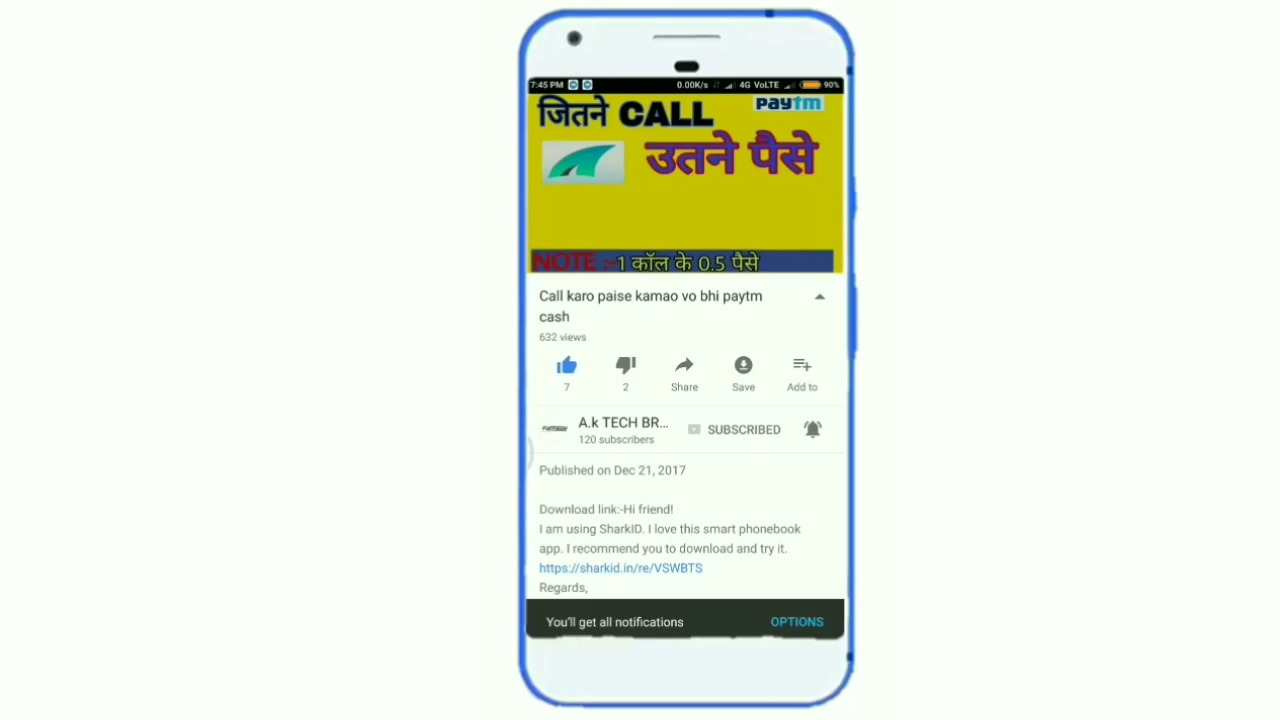 7:45 PM 0.00K/s 4G VoLTE 90%
paytm
जितने CALL
उतने पैसे
NOTE :-1 कॉल के 0.5 पैसे
Call karo paise kamao vo bhi paytm
cash
632 views
7 2 Share Save Add to
A.k TECH BR... SUBSCRIBED
120 subscribers
Published on Dec 21, 2017
Download link:-Hi friend!
I am using SharkID. I love this smart phonebook
app. I recommend you to download and try it.
https://sharkid.in/re/VSWBTS
Regards,
You'll get all notifications OPTIONS